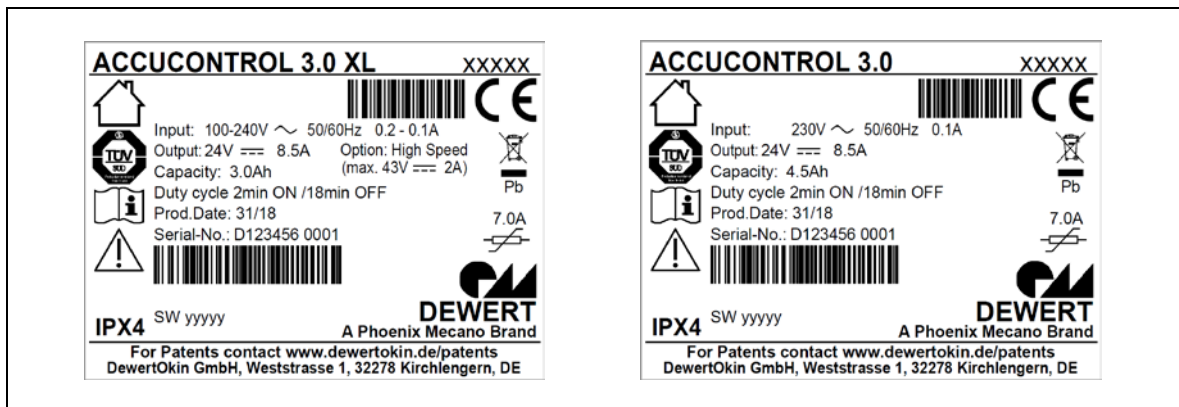 ACCUCONTROL 3.0 XL XXXXX
CE
Input: 100-240V ~ 50/60Hz 0.2 - 0.1A
Output: 24V ⎓ 8.5A Option: High Speed
Capacity: 3.0Ah (max. 43V ⎓ 2A)
Pb
Duty cycle 2min ON /18min OFF
Prod.Date: 31/18
7.0A
Serial-No.: D123456 0001
TÜV
i
DEWERT
IPX4 SW yyyyy
A Phoenix Mecano Brand
For Patents contact www.dewertokin.de/patents
DewertOkin GmbH, Weststrasse 1, 32278 Kirchlengern, DE
ACCUCONTROL 3.0 XXXXX
CE
Input: 230V ~ 50/60Hz 0.1A
Output: 24V ⎓ 8.5A
Capacity: 4.5Ah
Pb
Duty cycle 2min ON /18min OFF
Prod.Date: 31/18
7.0A
Serial-No.: D123456 0001
TÜV
i
DEWERT
IPX4 SW yyyyy
A Phoenix Mecano Brand
For Patents contact www.dewertokin.de/patents
DewertOkin GmbH, Weststrasse 1, 32278 Kirchlengern, DE